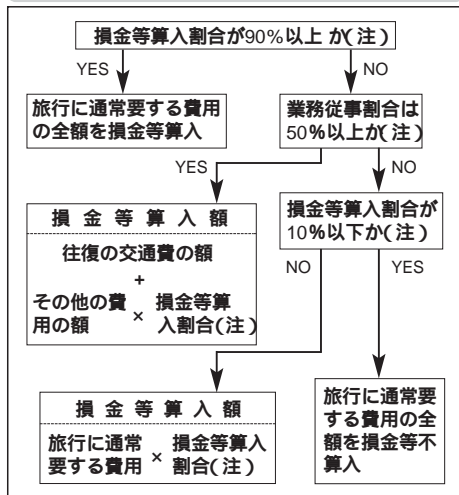 損金等算入割合が90%以上か(注)
YES
NO
旅行に通常要する費用
の全額を損金等算入
業務従事割合は
50%以上か(注)
YES
NO
損金等算入額
往復の交通費の額
+
その他の費
用の額
×
損金等算
入割合(注)
損金等算入割合が
10%以下か(注)
NO
YES
損金等算入額
旅行に通常
要する費用
×
損金等算入
割合(注)
旅行に通常要
する費用の全
額を損金等不
算入